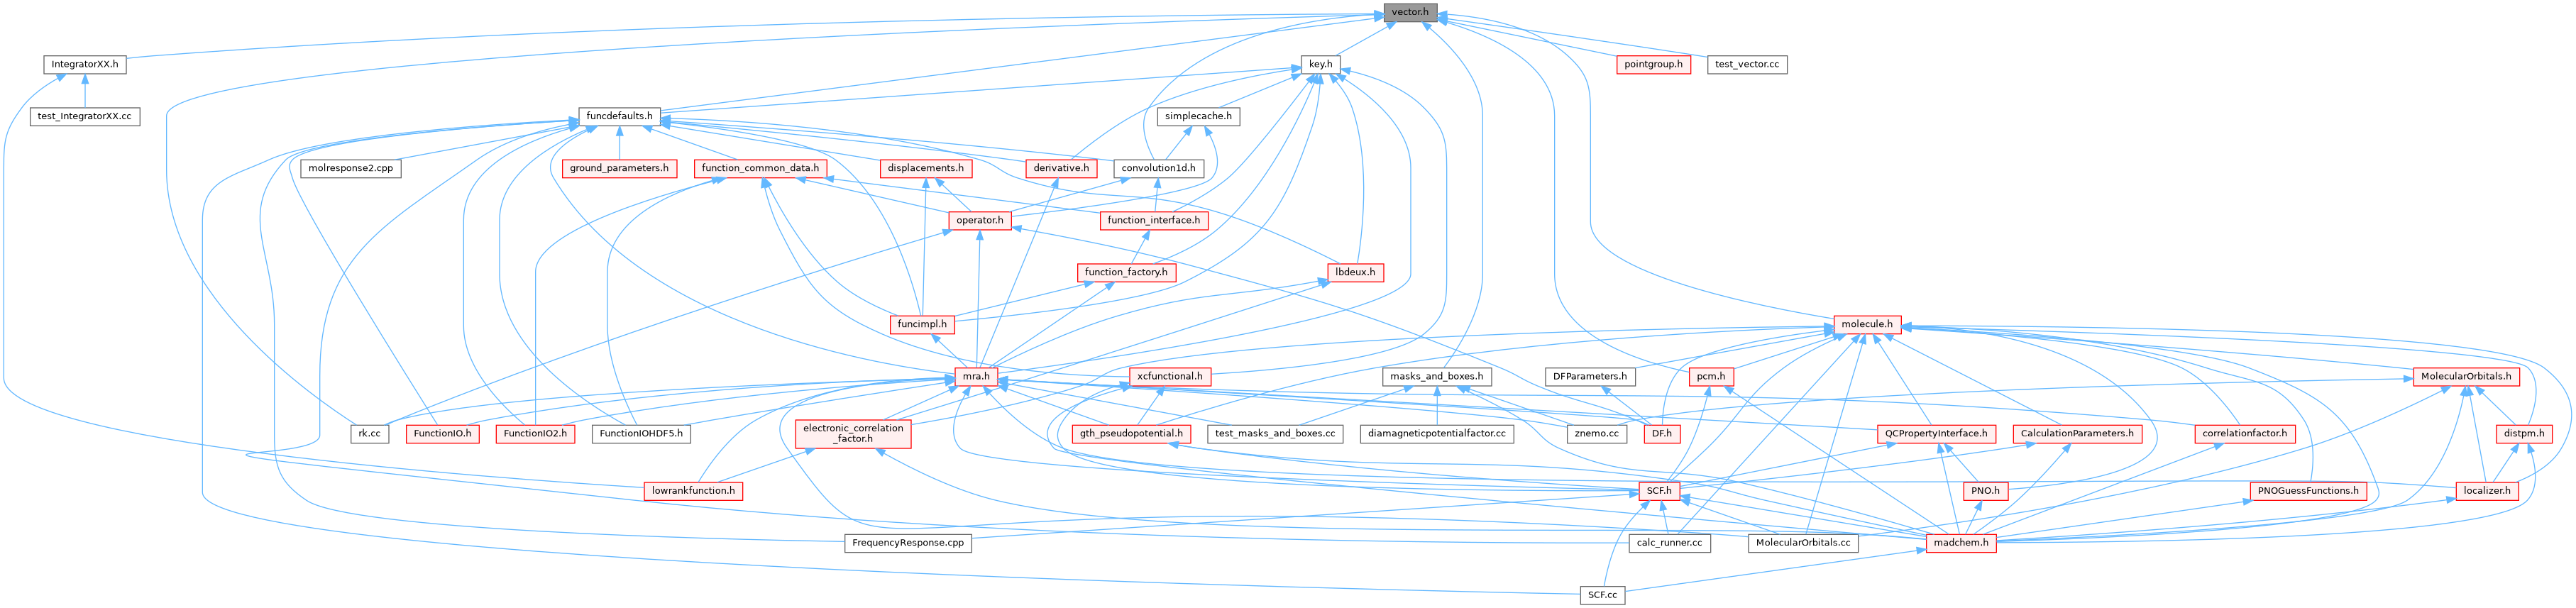 vector.h
IntegratorXX.h
key.h
pointgroup.h
test_vector.cc
test_IntegratorXX.cc
funcdefaults.h
simplecache.h
molresponse2.cpp
ground_parameters.h
function_common_data.h
displacements.h
derivative.h
convolution1d.h
operator.h
function_interface.h
function_factory.h
lbdeux.h
funcimpl.h
molecule.h
mra.h
xcfunctional.h
masks_and_boxes.h
DFParameters.h
pcm.h
MolecularOrbitals.h
rk.cc
FunctionIO.h
FunctionIO2.h
FunctionIOHDF5.h
electronic_correlation
_factor.h
gth_pseudopotential.h
test_masks_and_boxes.cc
diamagneticpotentialfactor.cc
znemo.cc
DF.h
QCPropertyInterface.h
CalculationParameters.h
correlationfactor.h
distpm.h
lowrankfunction.h
SCF.h
PNO.h
PNOGuessFunctions.h
localizer.h
FrequencyResponse.cpp
calc_runner.cc
MolecularOrbitals.cc
madchem.h
SCF.cc